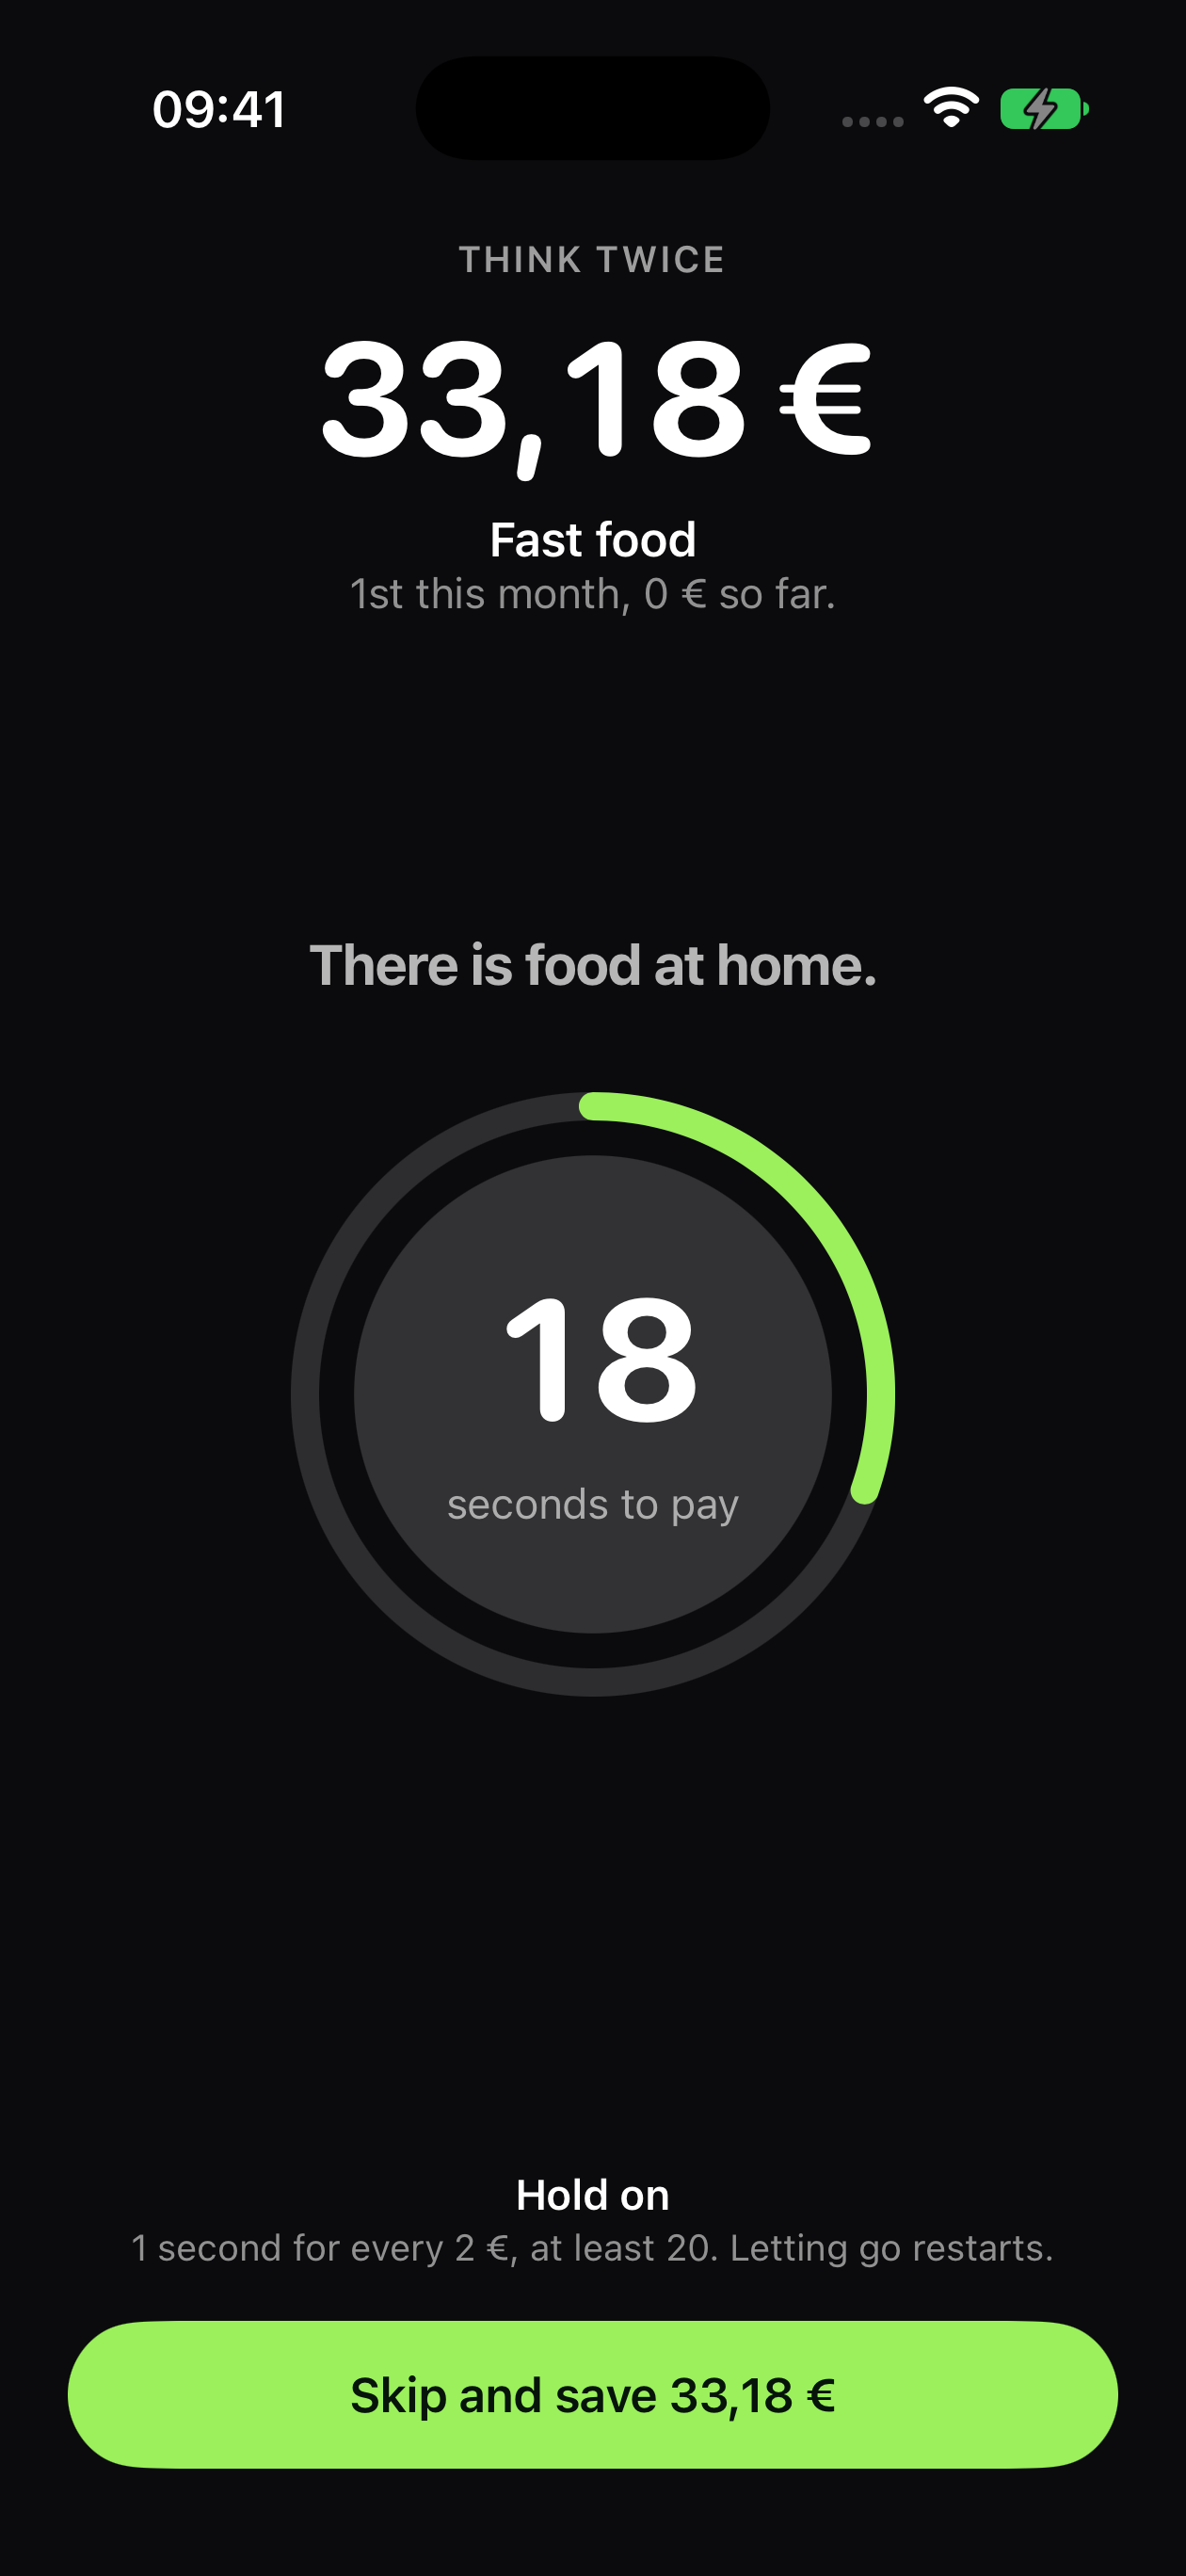 09:41
THINK TWICE
33,18 €
Fast food
1st this month, 0 € so far.
There is food at home.
18
seconds to pay
Hold on
1 second for every 2 €, at least 20. Letting go restarts.
Skip and save 33,18 €